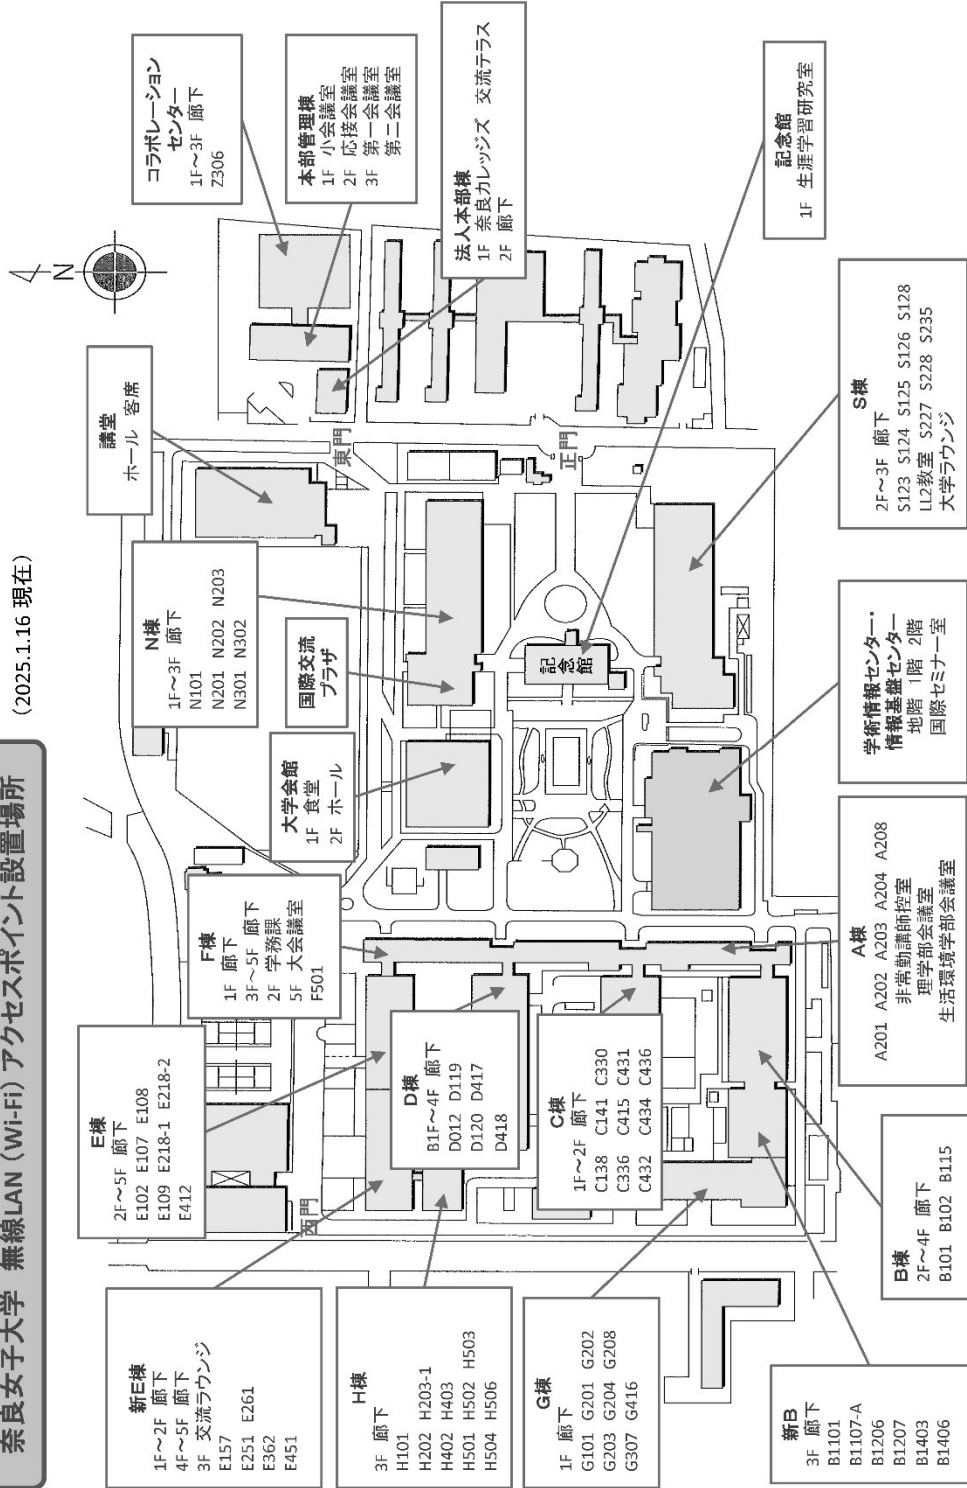 奈良女子大学 無線LAN（Wi-Fi）アクセスポイント設置場所
（2025.1.16 現在）
N
新E棟
1F～2F 廊下
4F～5F 廊下
3F 交流ラウンジ
E157
E251 E261
E362
E451
E棟
2F～5F 廊下
E102 E107 E108
E109 E218-1 E218-2
E412
F棟
1F 廊下
3F～5F 廊下
2F 学務課
5F 大会議室
F501
大学会館
1F 食堂
2F ホール
国際交流
プラザ
N棟
1F～3F 廊下
N101
N201 N202 N203
N301 N302
講堂
ホール 客席
コラボレーション
センター
1F～3F 廊下
Z306
本部管理棟
1F 小会議室
2F 応接会議室
3F 第一会議室
第二会議室
法人本部棟
1F 奈良カレッジズ 交流テラス
2F 廊下
記念館
1F 生涯学習研究室
H棟
3F 廊下
H101
H202 H203-1
H402 H403
H501 H502 H503
H504 H506
D棟
B1F～4F 廊下
D012 D119
D120 D417
D418
C棟
1F～2F 廊下
C138 C141 C330
C336 C415 C431
C432 C434 C436
G棟
1F 廊下
G101 G201 G202
G203 G204 G208
G307 G416
新B
3F 廊下
B1101
B1107-A
B1206
B1207
B1403
B1406
B棟
2F～4F 廊下
B101 B102 B115
A棟
A201 A202 A203 A204 A208
非常勤講師控室
理学部会議室
生活環境学部会議室
学術情報センター・
情報基盤センター
地階 1階 2階
国際セミナー室
S棟
2F～3F 廊下
S123 S124 S125 S126 S128
LL2教室 S227 S228 S235
大学ラウンジ
西門
東門
正門
記念館